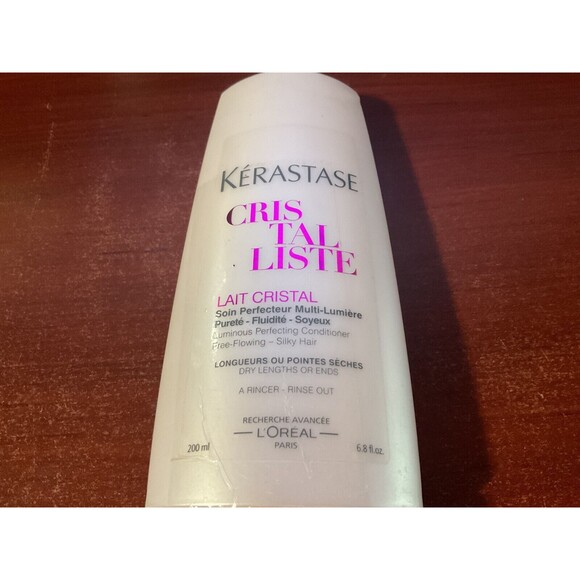 KÉRASTASE
CRIS
TAL
LISTE
LAIT CRISTAL
Soin Perfecteur Multi-Lumière
Pureté - Fluidité - Soyeux
Luminous Perfecting Conditioner
Free-Flowing – Silky Hair
LONGUEURS OU POINTES SÈCHES
DRY LENGTHS OR ENDS
A RINCER - RINSE OUT
RECHERCHE AVANCÉE
L'ORÉAL
PARIS
200 ml
6.8 fl.oz.